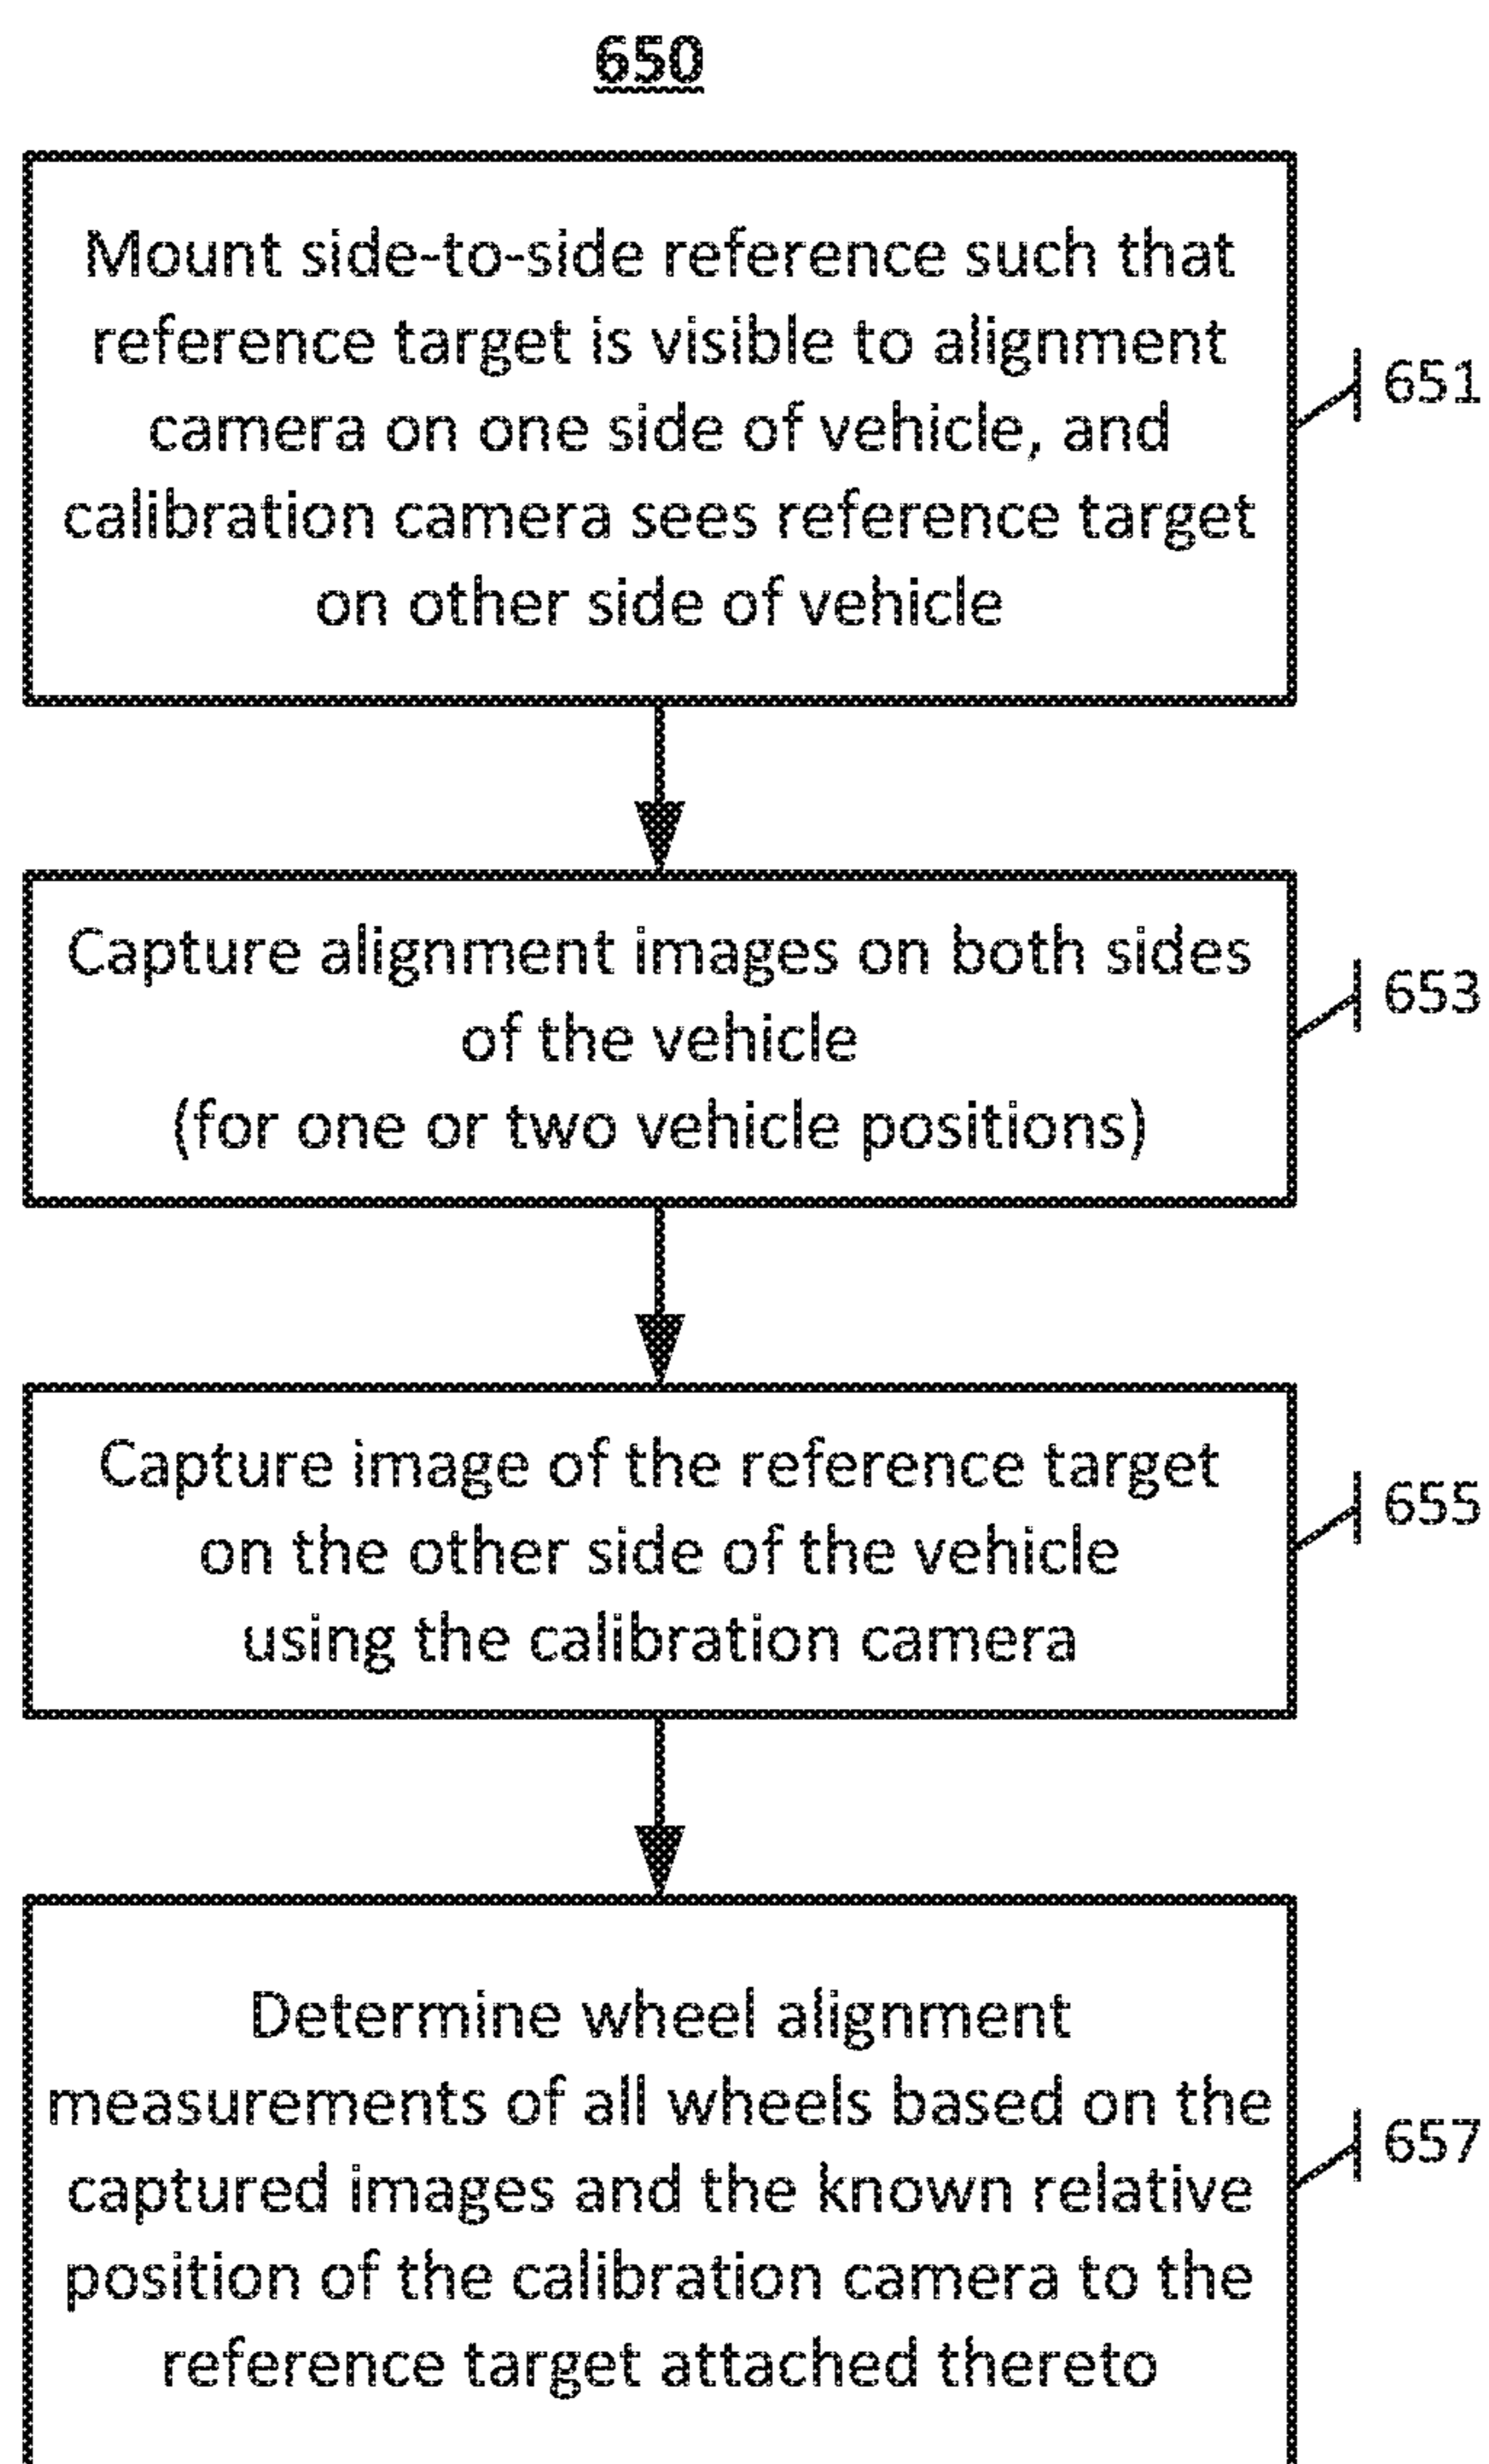 650
Mount side-to-side reference such that
reference target is visible to alignment
camera on one side of vehicle, and
calibration camera sees reference target
on other side of vehicle
651
Capture alignment images on both sides
of the vehicle
(for one or two vehicle positions)
653
Capture image of the reference target
on the other side of the vehicle
using the calibration camera
655
Determine wheel alignment
measurements of all wheels based on the
captured images and the known relative
position of the calibration camera to the
reference target attached thereto
657